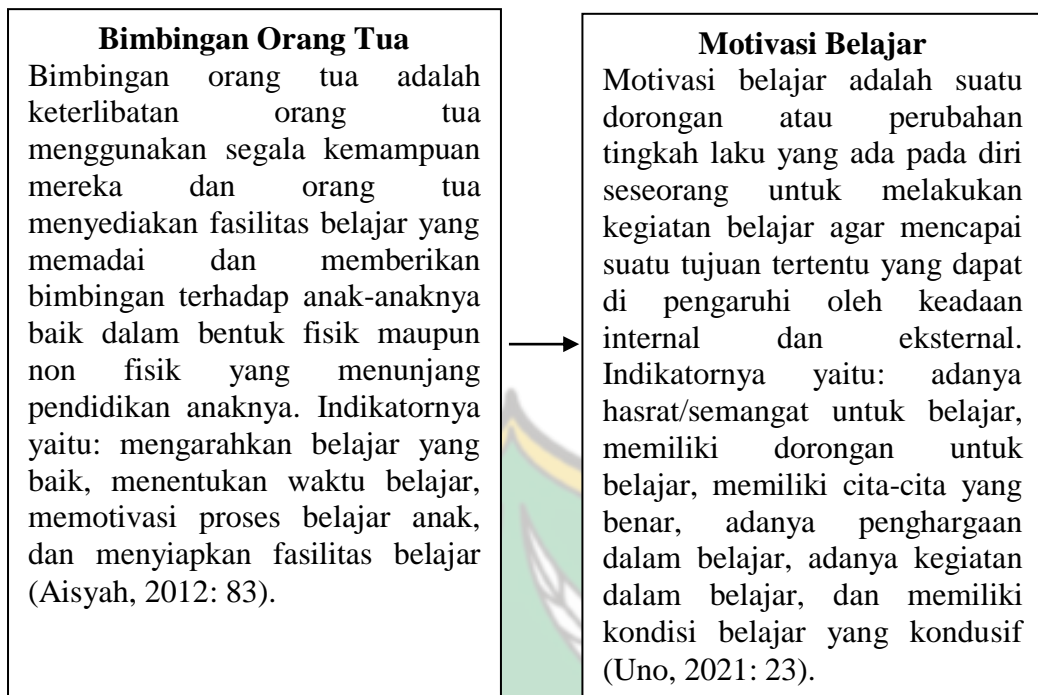 Bimbingan Orang Tua
Bimbingan orang tua adalah
keterlibatan orang tua
menggunakan segala kemampuan
mereka dan orang tua
menyediakan fasilitas belajar yang
memadai dan memberikan
bimbingan terhadap anak-anaknya
baik dalam bentuk fisik maupun
non fisik yang menunjang
pendidikan anaknya. Indikatornya
yaitu: mengarahkan belajar yang
baik, menentukan waktu belajar,
memotivasi proses belajar anak,
dan menyiapkan fasilitas belajar
(Aisyah, 2012: 83).
Motivasi Belajar
Motivasi belajar adalah suatu
dorongan atau perubahan
tingkah laku yang ada pada diri
seseorang untuk melakukan
kegiatan belajar agar mencapai
suatu tujuan tertentu yang dapat
di pengaruhi oleh keadaan
internal dan eksternal.
Indikatornya yaitu: adanya
hasrat/semangat untuk belajar,
memiliki dorongan untuk
belajar, memiliki cita-cita yang
benar, adanya penghargaan
dalam belajar, adanya kegiatan
dalam belajar, dan memiliki
kondisi belajar yang kondusif
(Uno, 2021: 23).